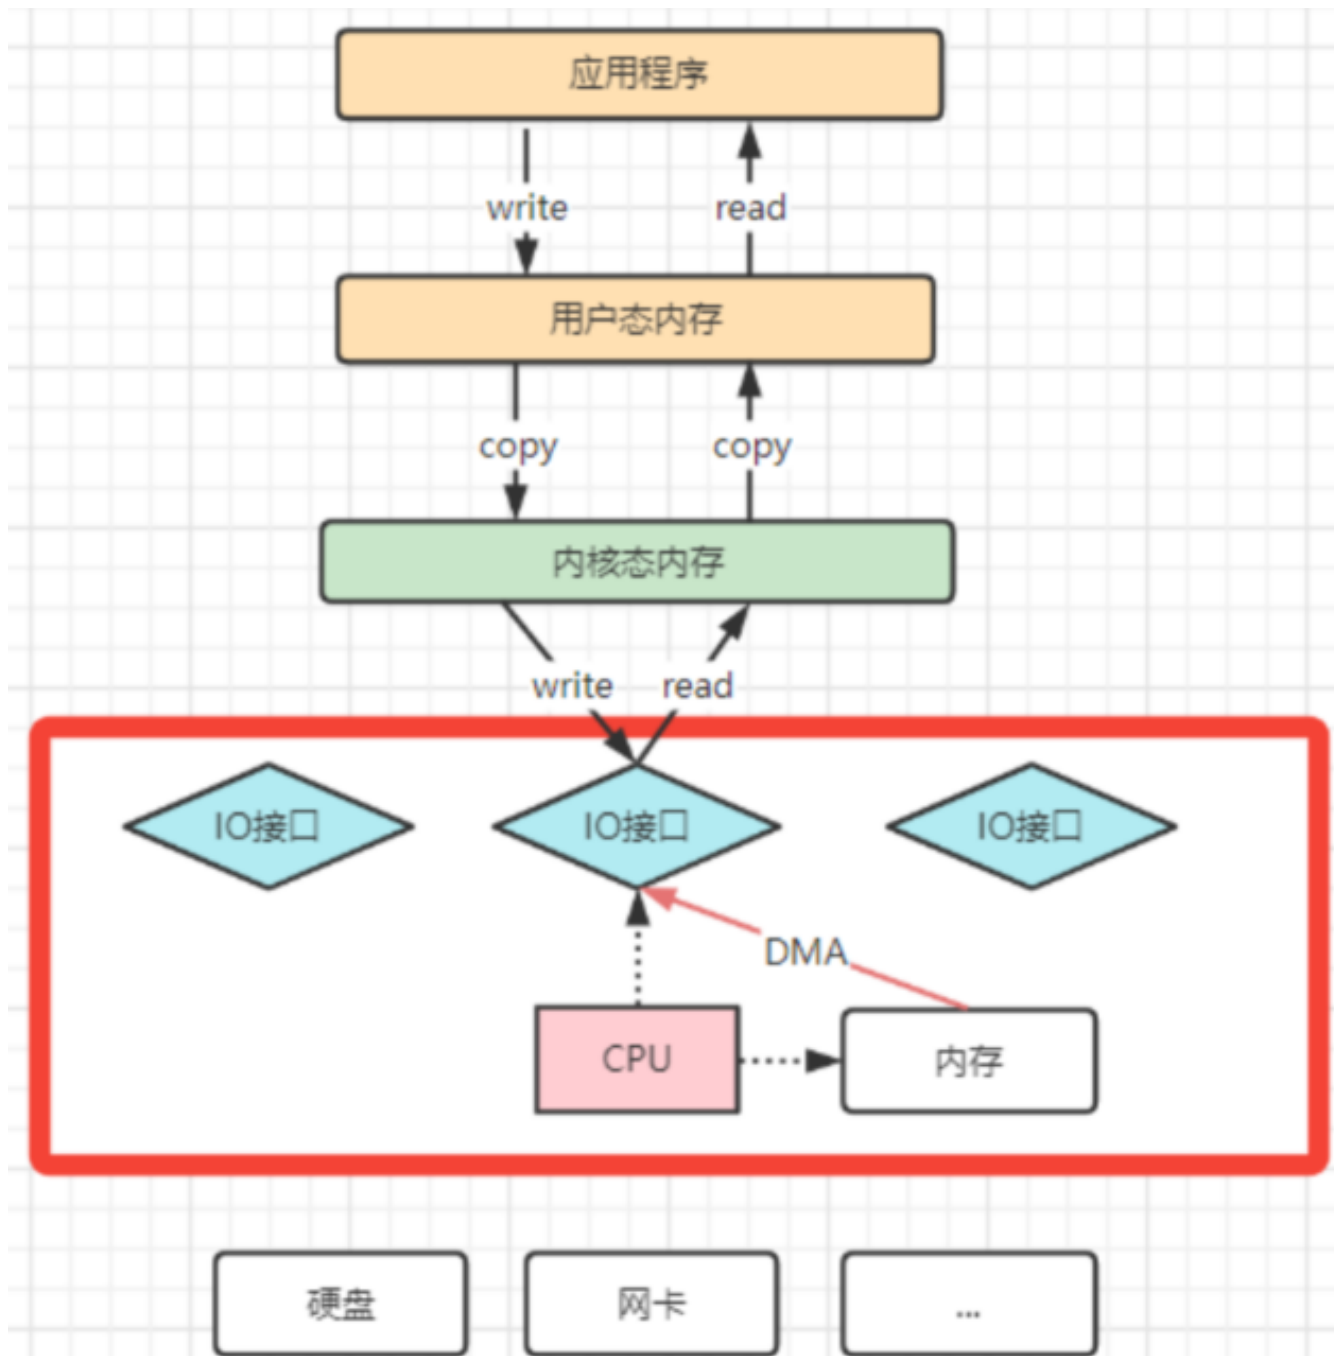 应用程序
write
read
用户态内存
copy
copy
内核态内存
write
read
IO接口
IO接口
IO接口
DMA
CPU
内存
硬盘
网卡
...